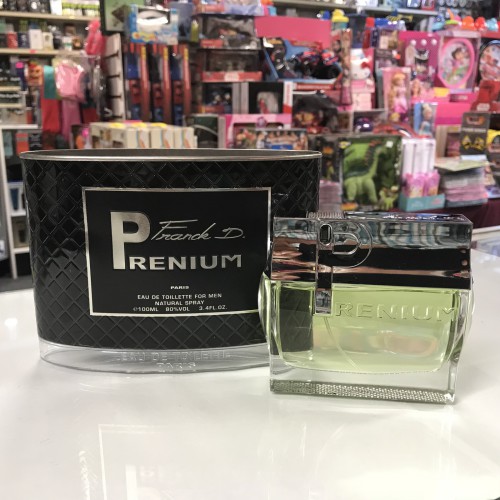 Franck D.
PRENIUM
PARIS
EAU DE TOILETTE FOR MEN
NATURAL SPRAY
℮100ML 80%VOL 3.4FL.OZ.
PRENIUM